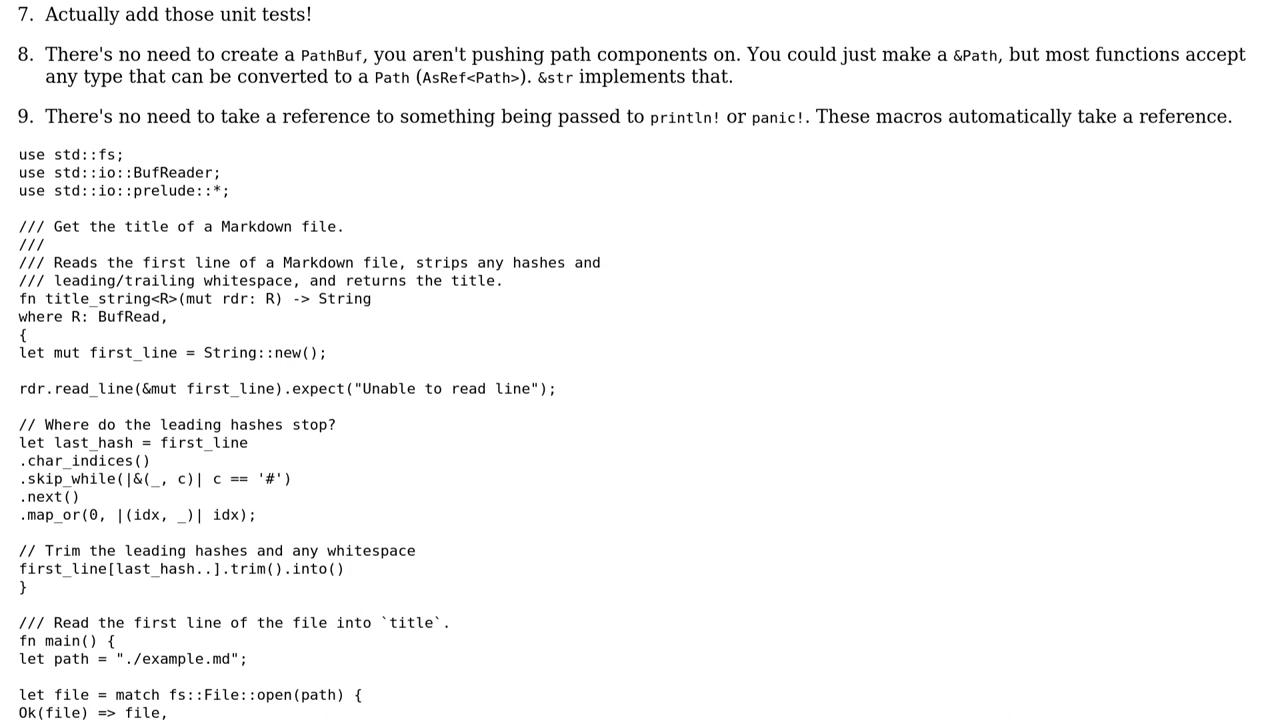 7. Actually add those unit tests!
8. There's no need to create a PathBuf, you aren't pushing path components on. You could just make a &Path, but most functions accept
any type that can be converted to a Path (AsRef<Path>). &str implements that.
9. There's no need to take a reference to something being passed to println! or panic!. These macros automatically take a reference.
use std::fs;
use std::io::BufReader;
use std::io::prelude::*;
/// Get the title of a Markdown file.
///
/// Reads the first line of a Markdown file, strips any hashes and
/// leading/trailing whitespace, and returns the title.
fn title_string<R>(mut rdr: R) -> String
where R: BufRead,
{
let mut first_line = String::new();
rdr.read_line(&mut first_line).expect("Unable to read line");
// Where do the leading hashes stop?
let last_hash = first_line
.char_indices()
.skip_while(|&(_, c)| c == '#')
.next()
.map_or(0, |(idx, _)| idx);
// Trim the leading hashes and any whitespace
first_line[last_hash..].trim().into()
}
/// Read the first line of the file into `title`.
fn main() {
let path = "./example.md";
let file = match fs::File::open(path) {
Ok(file) => file,